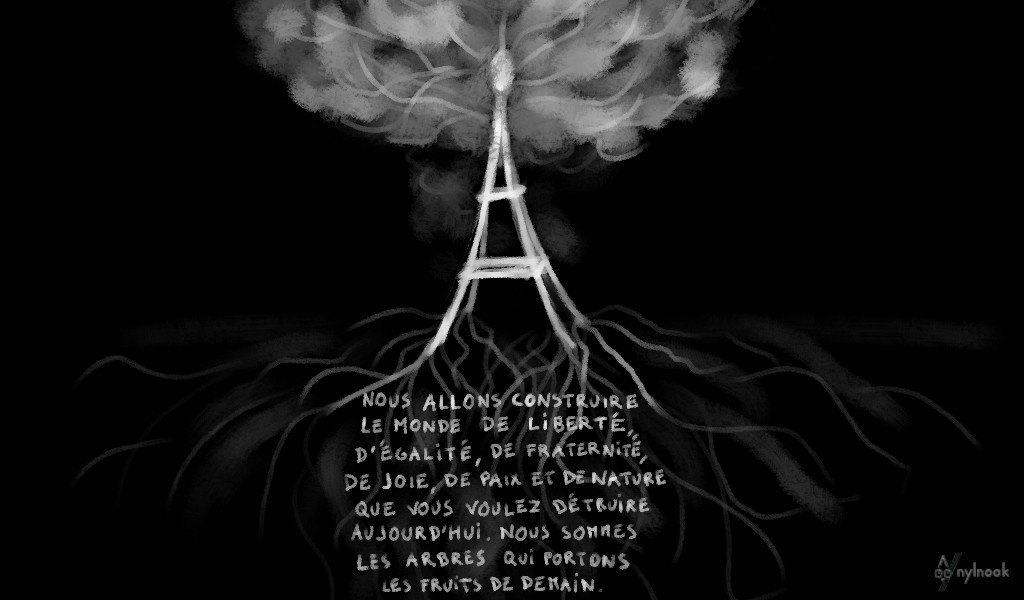 NOUS ALLONS CONSTRUIRE
LE MONDE DE LIBERTÉ,
D'ÉGALITÉ, DE FRATERNITÉ,
DE JOIE, DE PAIX ET DE NATURE
QUE VOUS VOULEZ DÉTRUIRE
AUJOURD'HUI. NOUS SOMMES
LES ARBRES QUI PORTONS
LES FRUITS DE DEMAIN.
nylnook